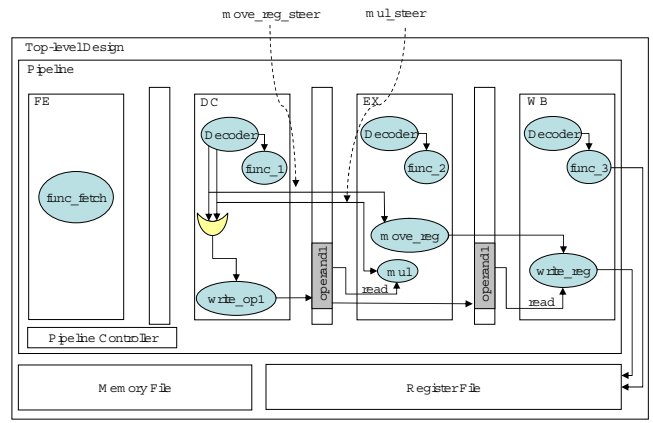 move_reg_steer
mul_steer
Top-level Design
Pipeline
FE
DC
EX
WB
Decoder
Decoder
Decoder
func_1
func_2
func_3
func_fetch
move_reg
operand1
mul
operand1
write_reg
read
read
write_op1
Pipeline Controller
Memory File
Register File